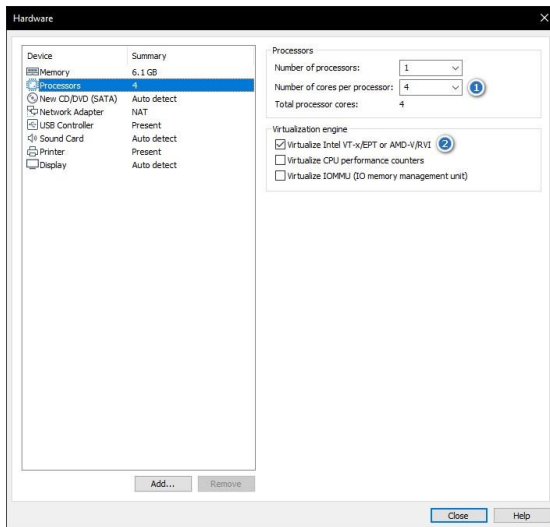 Hardware
Device Summary
Memory 6.1 GB
Processors 4
New CD/DVD (SATA) Auto detect
Network Adapter NAT
USB Controller Present
Sound Card Auto detect
Printer Present
Display Auto detect
Add... Remove
Processors
Number of processors: 1
Number of cores per processor: 4 1
Total processor cores: 4
Virtualization engine
Virtualize Intel VT-x/EPT or AMD-V/RVI 2
Virtualize CPU performance counters
Virtualize IOMMU (IO memory management unit)
Close Help